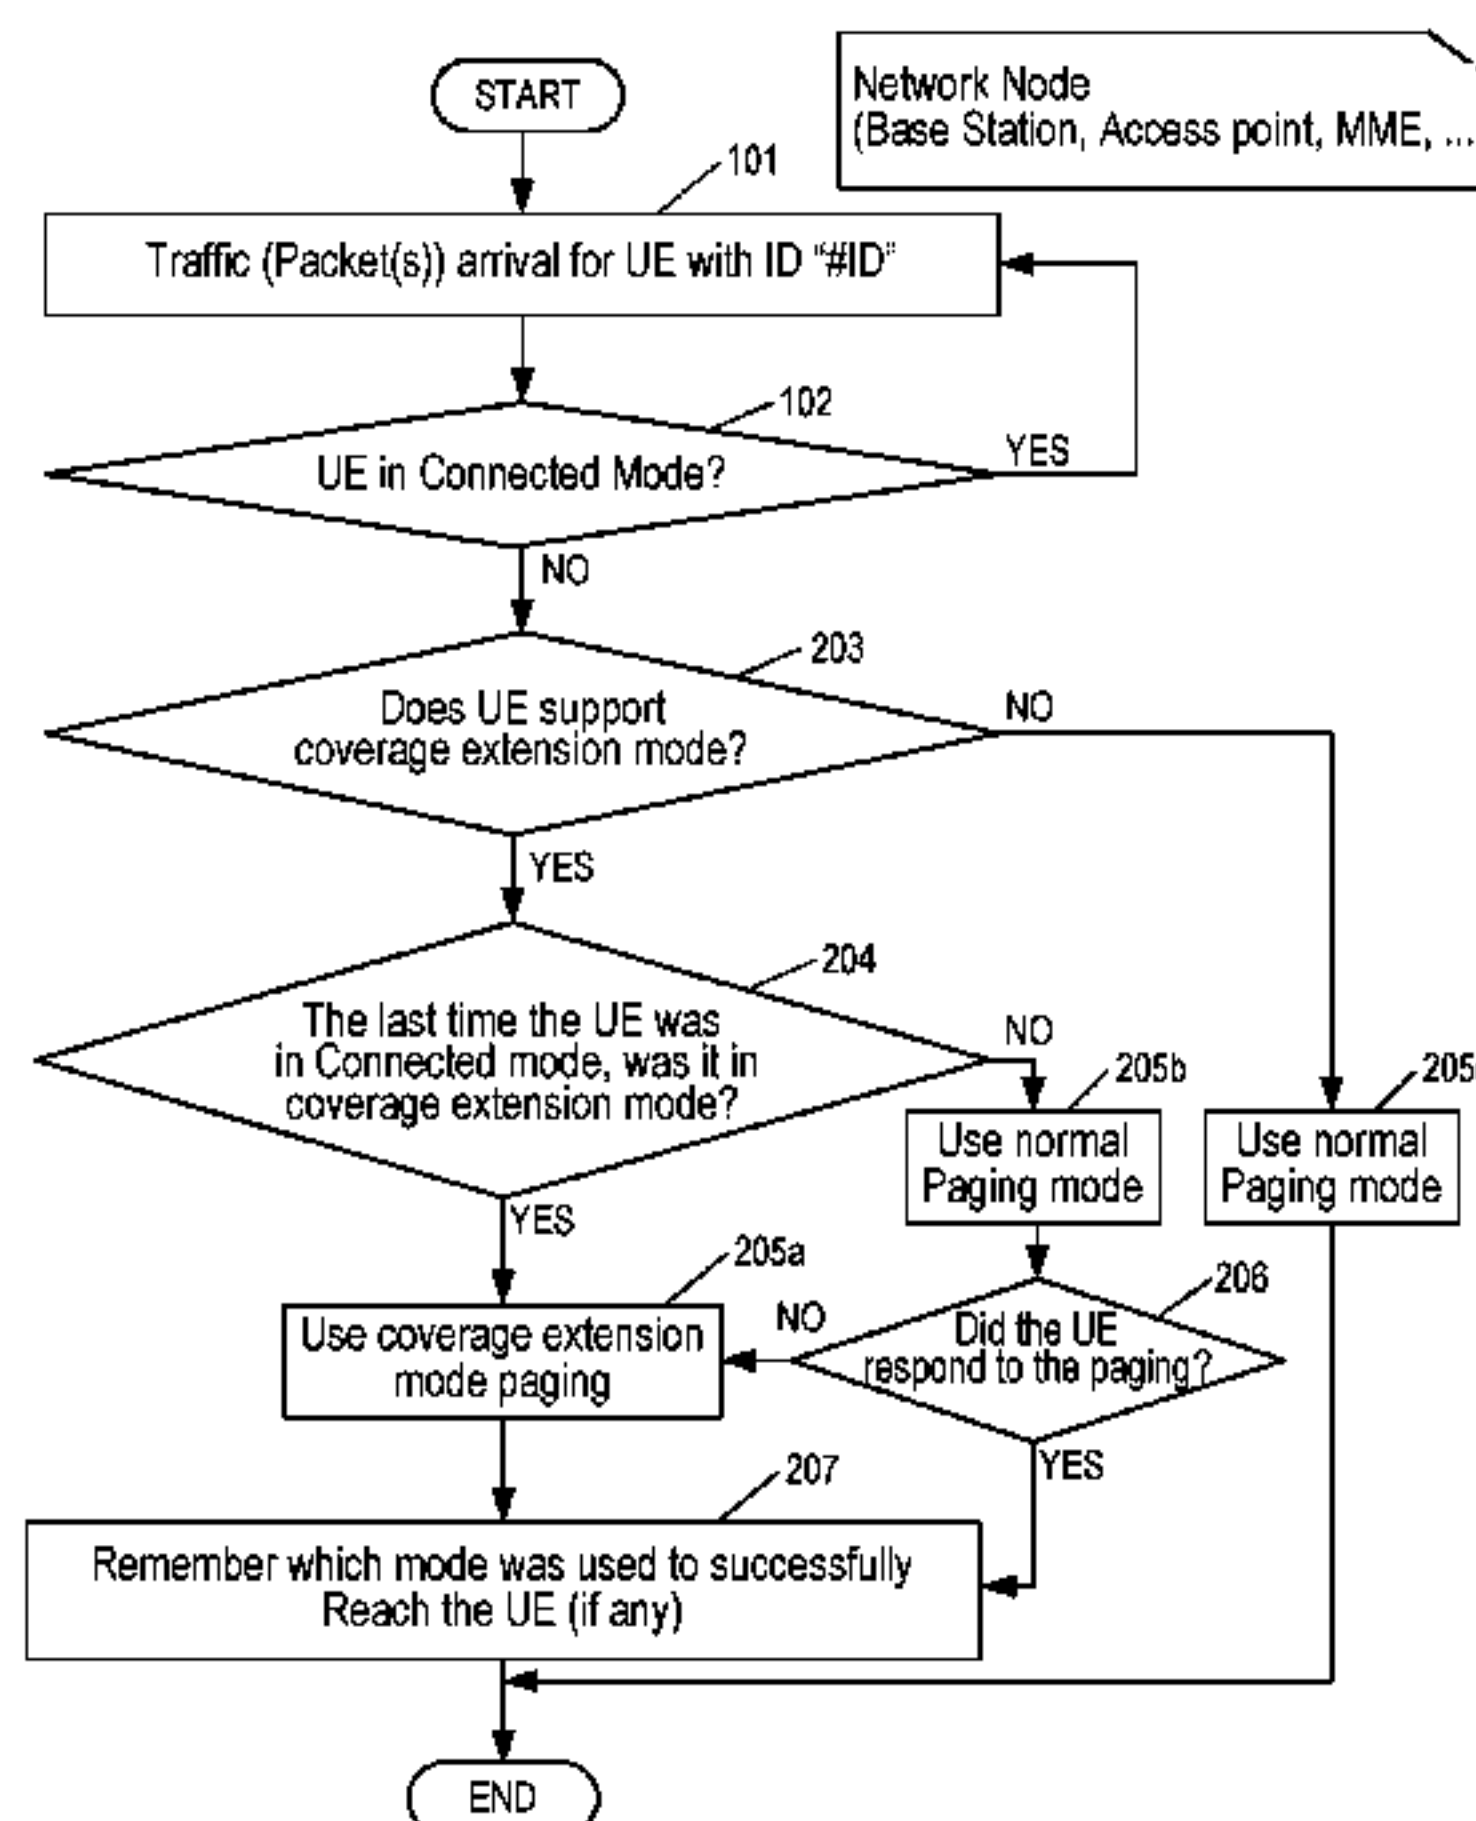 START
Network Node
(Base Station, Access point, MME, ...
101
Traffic (Packet(s)) arrival for UE with ID “#ID”
102
UE in Connected Mode?
YES
NO
203
Does UE support
coverage extension mode?
NO
YES
204
The last time the UE was
in Connected mode, was it in
coverage extension mode?
NO
YES
205b
Use normal
Paging mode
205
Use normal
Paging mode
205a
Use coverage extension
mode paging
NO
206
Did the UE
respond to the paging?
YES
207
Remember which mode was used to successfully
Reach the UE (if any)
END